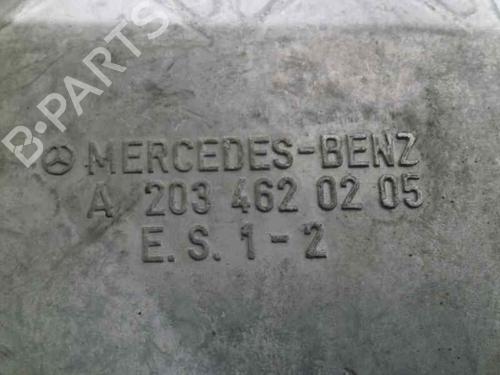 B-PARTS
MERCEDES-BENZ
A 203 462 02 05
E.S. 1-2